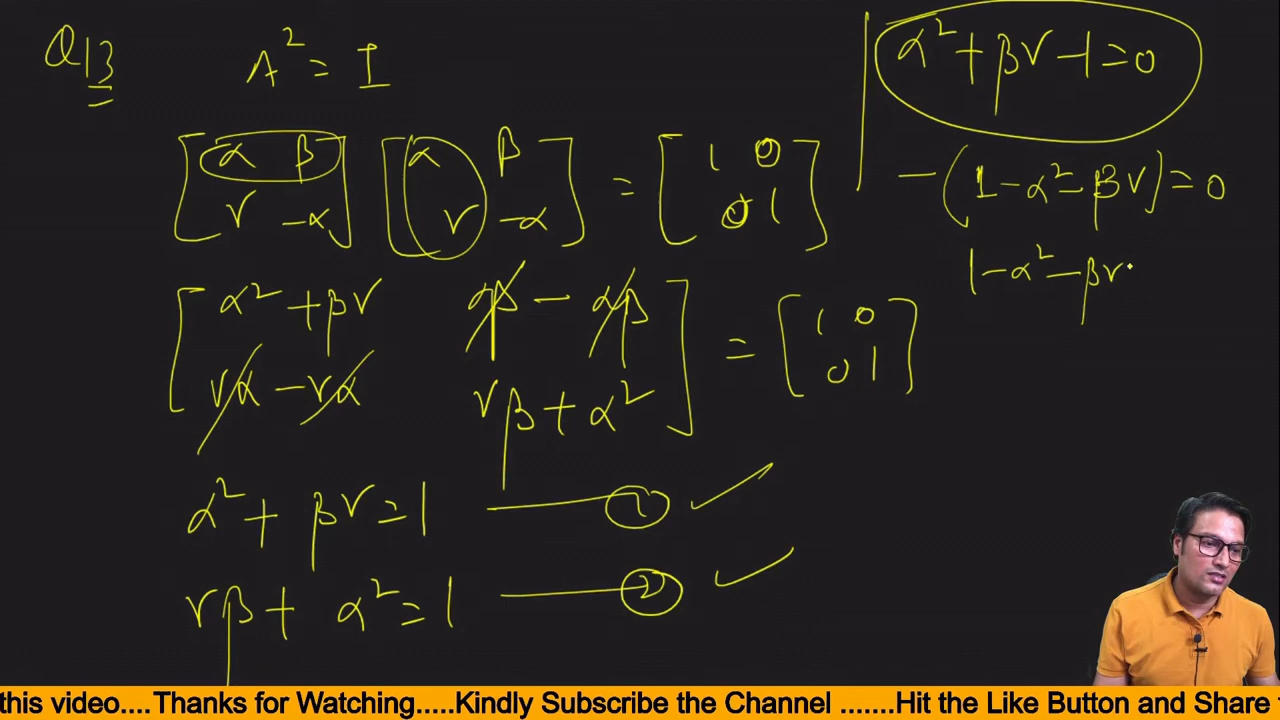 Q13 A² = I
[α β γ -α] [α β γ -α] = [1 0 0 1]
[α² + βγ αβ - αβ γα - γα γβ + α²] = [1 0 0 1]
α² + βγ = 1 —— ①
γβ + α² = 1 —— ②
α² + βγ - 1 = 0
-(1 - α² - βγ) = 0
1 - α² - βγ
this video....Thanks for Watching.....Kindly Subscribe the Channel .......Hit the Like Button and Share